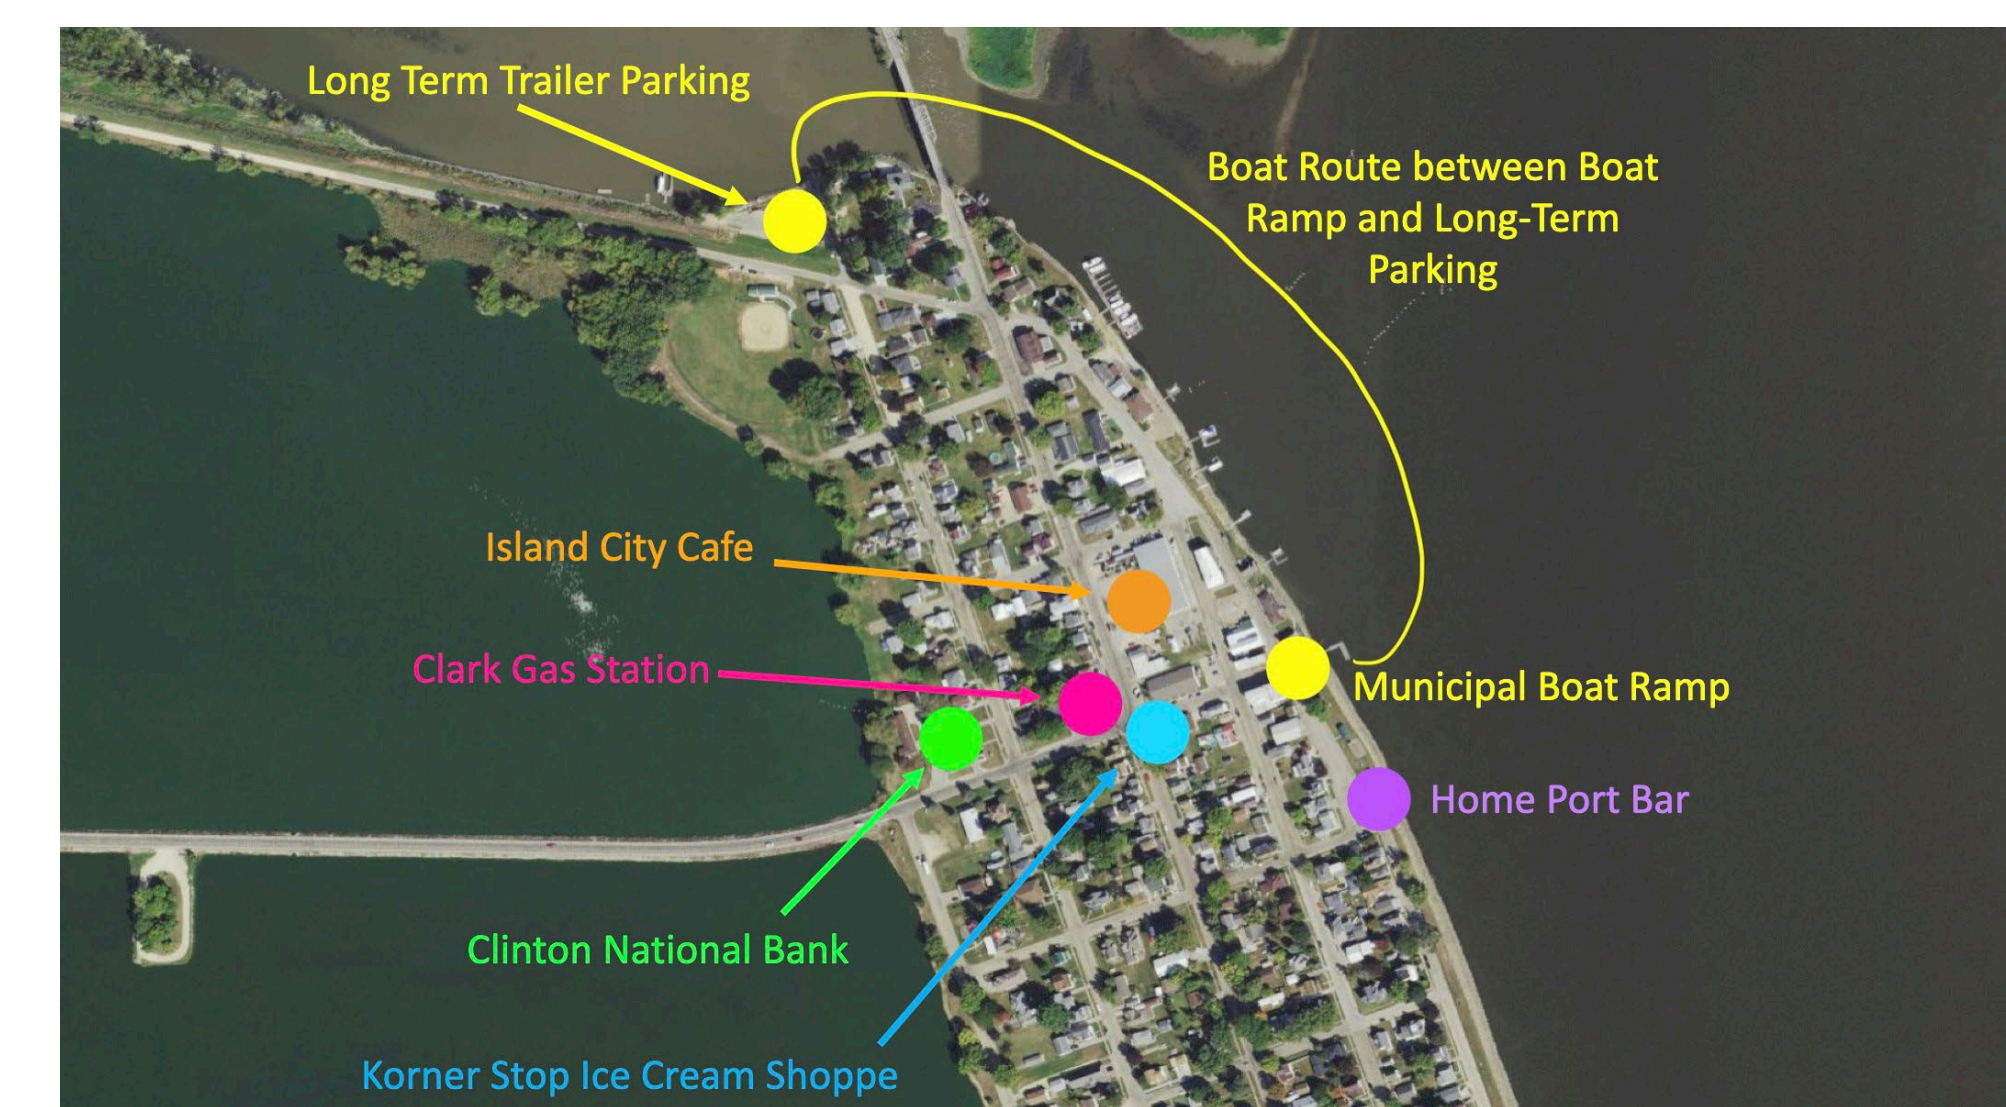 Long Term Trailer Parking
Boat Route between Boat
Ramp and Long-Term
Parking
Island City Cafe
Clark Gas Station
Municipal Boat Ramp
Home Port Bar
Clinton National Bank
Korner Stop Ice Cream Shoppe